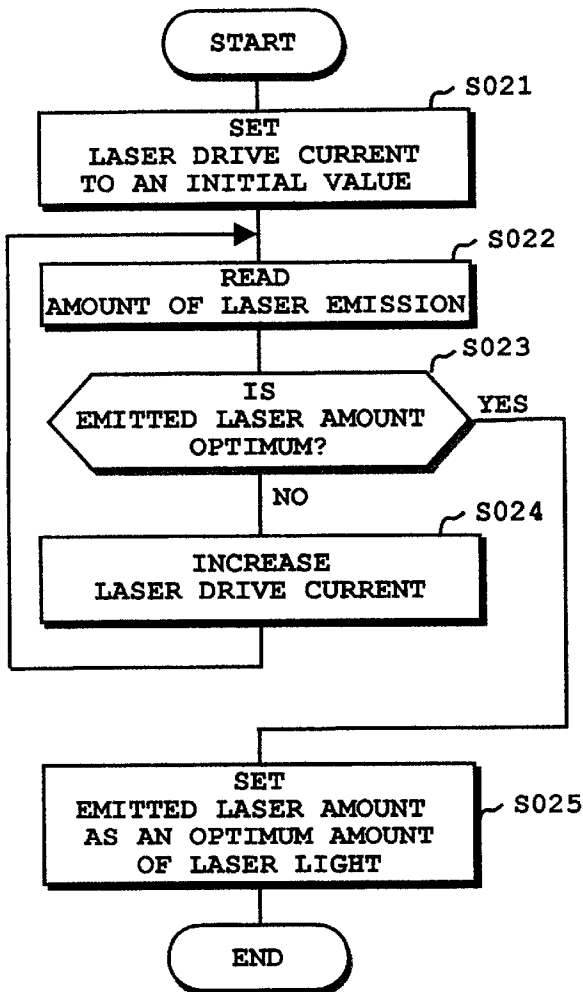 START
S021
SET
LASER DRIVE CURRENT
TO AN INITIAL VALUE
S022
READ
AMOUNT OF LASER EMISSION
S023
IS
EMITTED LASER AMOUNT
OPTIMUM?
YES
NO
S024
INCREASE
LASER DRIVE CURRENT
SET
EMITTED LASER AMOUNT
AS AN OPTIMUM AMOUNT
OF LASER LIGHT
S025
END